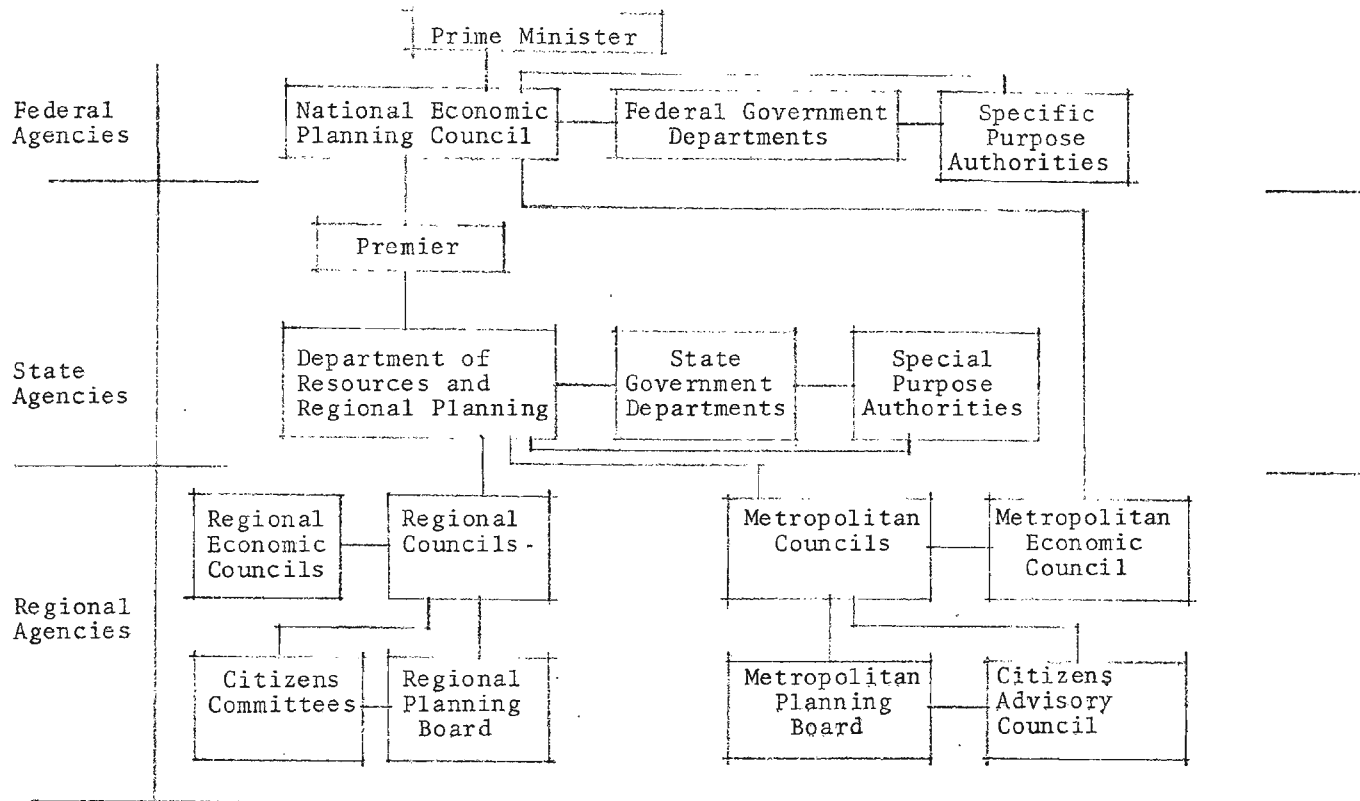 Prime Minister
Federal
Agencies
National Economic
Planning Council
Federal Government
Departments
Specific
Purpose
Authorities
Premier
State
Agencies
Department of
Resources and
Regional Planning
State
Government
Departments
Special
Purpose
Authorities
Regional
Agencies
Regional
Economic
Councils
Regional
Councils-
Metropolitan
Councils
Metropolitan
Economic
Council
Citizens
Committees
Regional
Planning
Board
Metropolitan
Planning
Board
Citizens
Advisory
Council